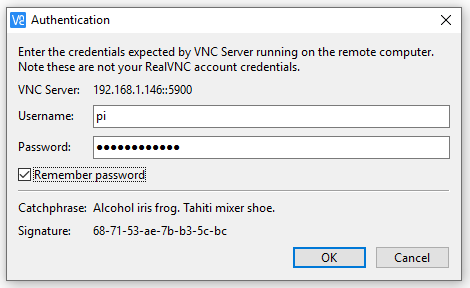 V2 Authentication
Enter the credentials expected by VNC Server running on the remote computer.
Note these are not your RealVNC account credentials.
VNC Server: 192.168.1.146::5900
Username: pi
Password: ●●●●●●●●●●●●
Remember password
Catchphrase: Alcohol iris frog. Tahiti mixer shoe.
Signature: 68-71-53-ae-7b-b3-5c-bc
OK Cancel